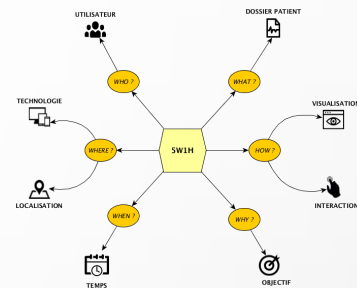 UTILISATEUR
DOSSIER PATIENT
WHO ?
WHAT ?
TECHNOLOGIE
VISUALISATION
WHERE ?
5W1H
HOW ?
LOCALISATION
INTERACTION
WHEN ?
WHY ?
TEMPS
OBJECTIF